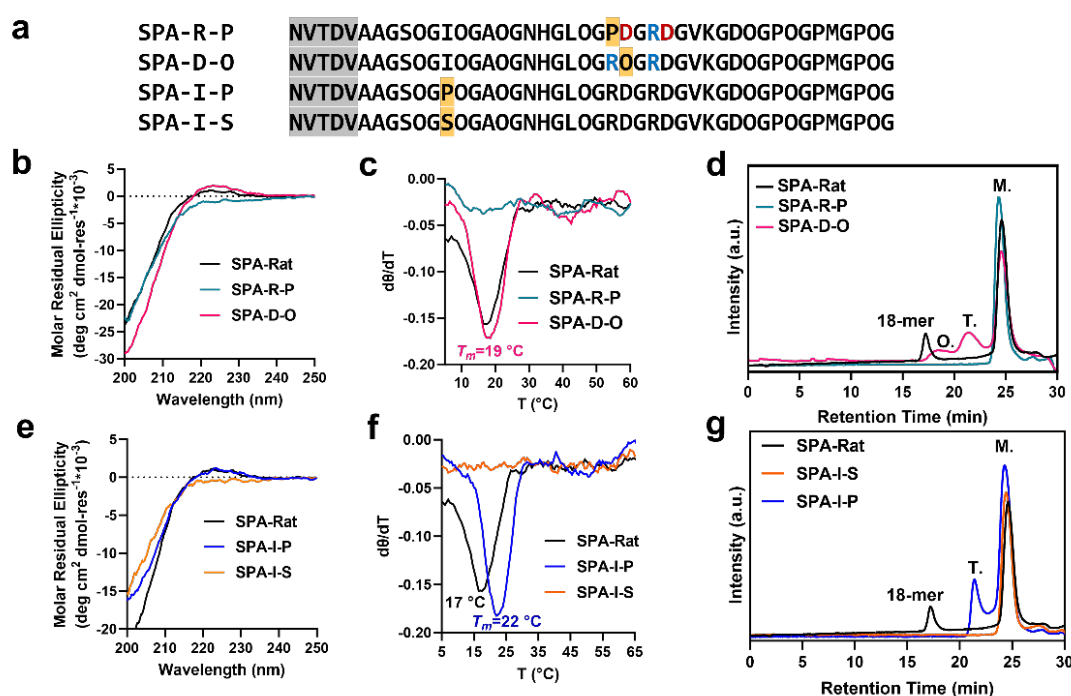 a
SPA-R-P NVTDVAAGSOGIOGAOGNHGLOGPDGRDGVKGDOGPOGPMGPOG
SPA-D-O NVTDVAAGSOGIOGAOGNHGLOGROGRDGVKGDOGPOGPMGPOG
SPA-I-P NVTDVAAGSOGPOGAOGNHGLOGRDGRDGVKGDOGPOGPMGPOG
SPA-I-S NVTDVAAGSOGSOGAOGNHGLOGRDGRDGVKGDOGPOGPMGPOG
b
Molar Residual Ellipticity
(deg cm² dmol-res⁻¹*10⁻³)
5
0
-5
-10
-15
-20
-25
-30
SPA-Rat
SPA-R-P
SPA-D-O
200 210 220 230 240 250
Wavelength (nm)
c
dθ/dT
0.00
-0.05
-0.10
-0.15
-0.20
SPA-Rat
SPA-R-P
SPA-D-O
Tm=19 °C
10 20 30 40 50 60
T (°C)
d
Intensity (a.u.)
SPA-Rat
SPA-R-P
SPA-D-O
M.
18-mer
O.
T.
0 5 10 15 20 25 30
Retention Time (min)
e
Molar Residual Ellipticity
(deg cm² dmol-res⁻¹*10⁻³)
5
0
-5
-10
-15
-20
SPA-Rat
SPA-I-P
SPA-I-S
200 210 220 230 240 250
Wavelength (nm)
f
dθ/dT
0.00
-0.05
-0.10
-0.15
-0.20
SPA-Rat
SPA-I-P
SPA-I-S
17 °C
Tm=22 °C
5 15 25 35 45 55 65
T (°C)
g
Intensity (a.u.)
SPA-Rat
SPA-I-S
SPA-I-P
M.
T.
18-mer
0 5 10 15 20 25 30
Retention Time (min)